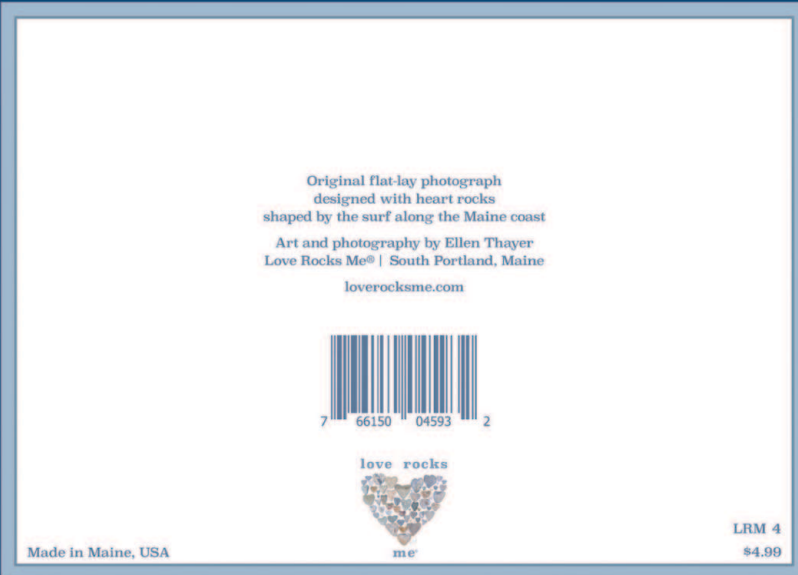 Original flat-lay photograph
designed with heart rocks
shaped by the surf along the Maine coast
Art and photography by Ellen Thayer
Love Rocks Me® | South Portland, Maine
loverocksme.com
7 66150 04593 2
love rocks
me®
LRM 4
Made in Maine, USA
$4.99